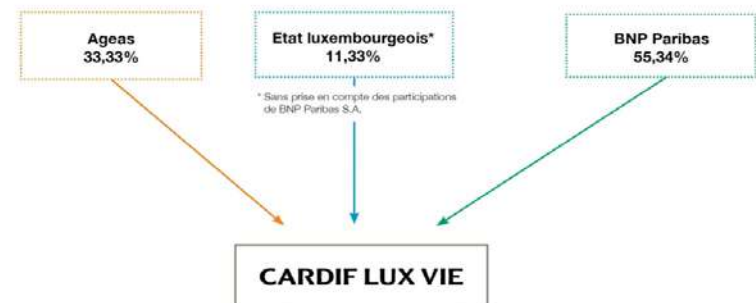 Ageas
33,33%
Etat luxembourgeois*
11,33%
BNP Paribas
55,34%
* Sans prise en compte des participations
de BNP Paribas S.A.
CARDIF LUX VIE